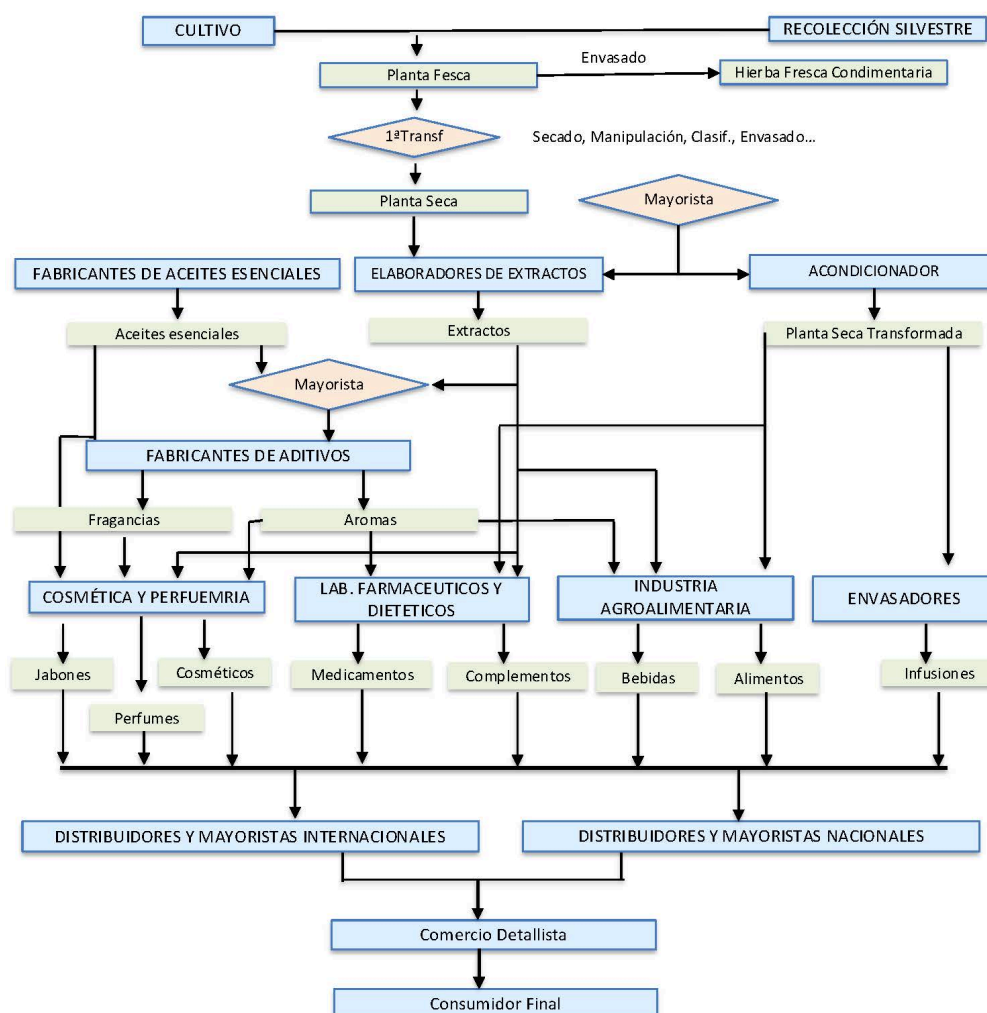 CULTIVO
RECOLECCIÓN SILVESTRE
Envasado
Planta Fesca
Hierba Fresca Condimentaria
1ªTransf
Secado, Manipulación, Clasif., Envasado...
Planta Seca
Mayorista
FABRICANTES DE ACEITES ESENCIALES
ELABORADORES DE EXTRACTOS
ACONDICIONADOR
Aceites esenciales
Extractos
Planta Seca Transformada
Mayorista
FABRICANTES DE ADITIVOS
Fragancias
Aromas
COSMÉTICA Y PERFUEMRIA
LAB. FARMACEUTICOS Y
DIETETICOS
INDUSTRIA
AGROALIMENTARIA
ENVASADORES
Jabones
Cosméticos
Medicamentos
Complementos
Bebidas
Alimentos
Infusiones
Perfumes
DISTRIBUIDORES Y MAYORISTAS INTERNACIONALES
DISTRIBUIDORES Y MAYORISTAS NACIONALES
Comercio Detallista
Consumidor Final